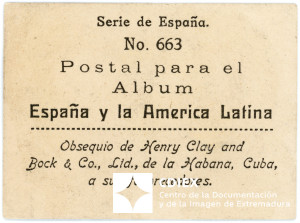 Serie de España.
No. 663
Postal para el
Album
España y la America Latina
Obsequio de Henry Clay and
Bock & Co., Ltd., de la Habana, Cuba,
a su
Centro de la Documentación
y de la Imagen de Extremadura